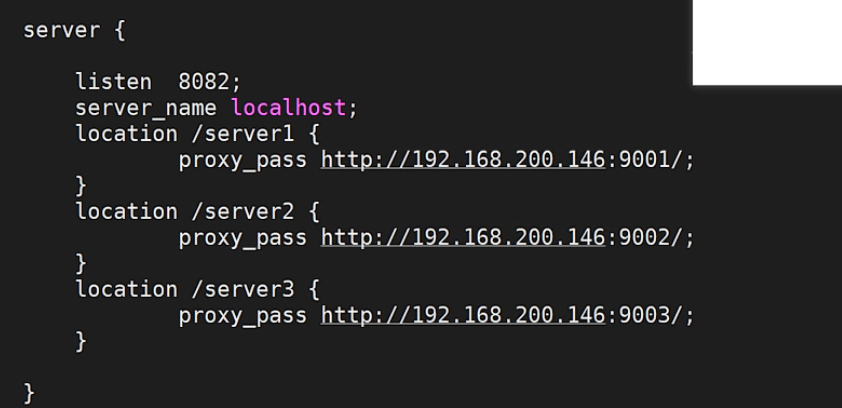 server {
listen  8082;
server_name localhost;
location /server1 {
proxy_pass http://192.168.200.146:9001/;
}
location /server2 {
proxy_pass http://192.168.200.146:9002/;
}
location /server3 {
proxy_pass http://192.168.200.146:9003/;
}
}